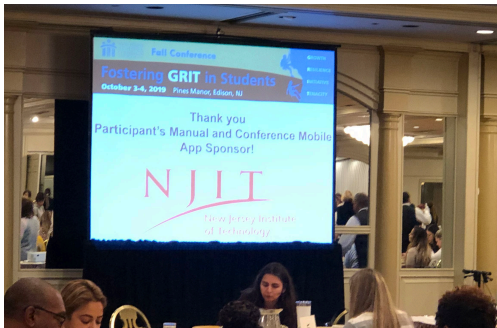 Fall Conference
Fostering GRIT in Students
October 3-4, 2019 Pines Manor, Edison, NJ
Thank you
Participant's Manual and Conference Mobile
App Sponsor!
NJIT
New Jersey Institute
of Technology